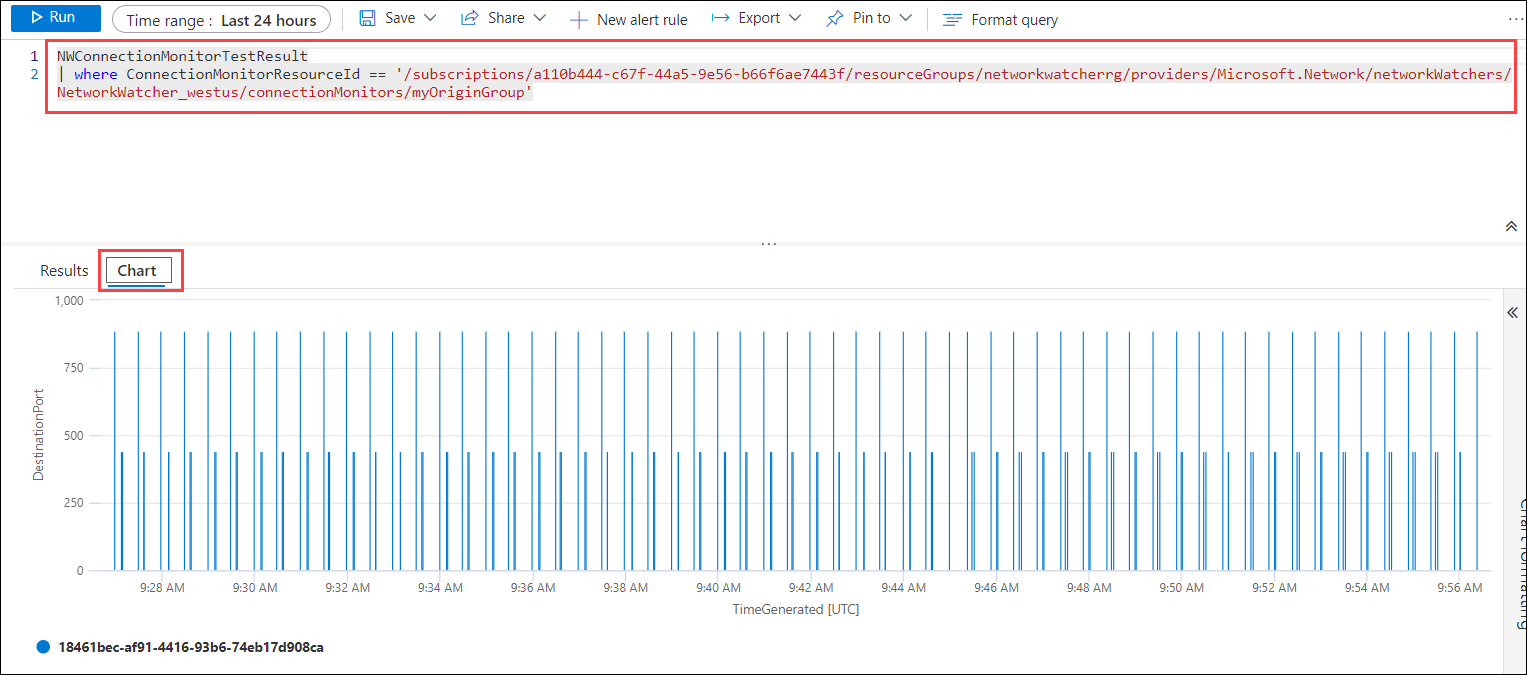 Run
Time range : Last 24 hours
Save
Share
New alert rule
Export
Pin to
Format query
1 NWConnectionMonitorTestResult
2 | where ConnectionMonitorResourceId == '/subscriptions/a110b444-c67f-44a5-9e56-b66f6ae7443f/resourceGroups/networkwatcherrg/providers/Microsoft.Network/networkWatchers/
NetworkWatcher_westus/connectionMonitors/myOriginGroup'
Results Chart
1,000
750
500
250
0
DestinationPort
9:28 AM 9:30 AM 9:32 AM 9:34 AM 9:36 AM 9:38 AM 9:40 AM 9:42 AM 9:44 AM 9:46 AM 9:48 AM 9:50 AM 9:52 AM 9:54 AM 9:56 AM
TimeGenerated [UTC]
18461bec-af91-4416-93b6-74eb17d908ca
Chart formatting